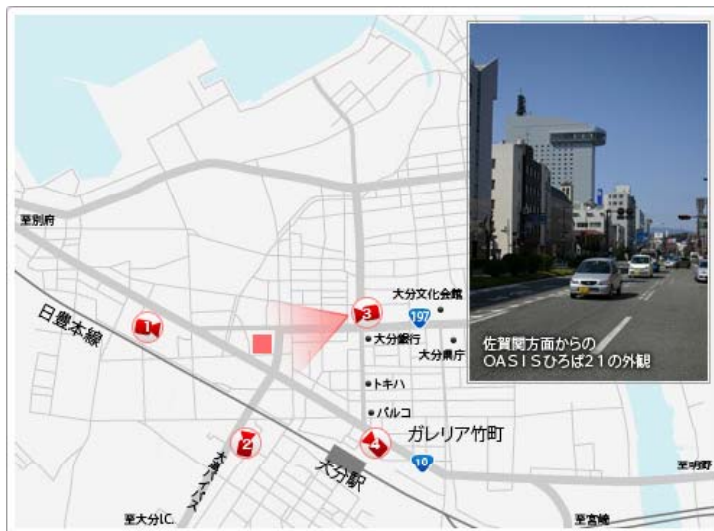 至別府
日豊本線
1
3
197
大分文化会館
大分銀行
大分県庁
トキハ
パルコ
2
4
ガレリア竹町
10
大分駅
大道バイパス
至大分IC.
至明野
至宮崎
佐賀関方面からの
OASISひろば21の外観